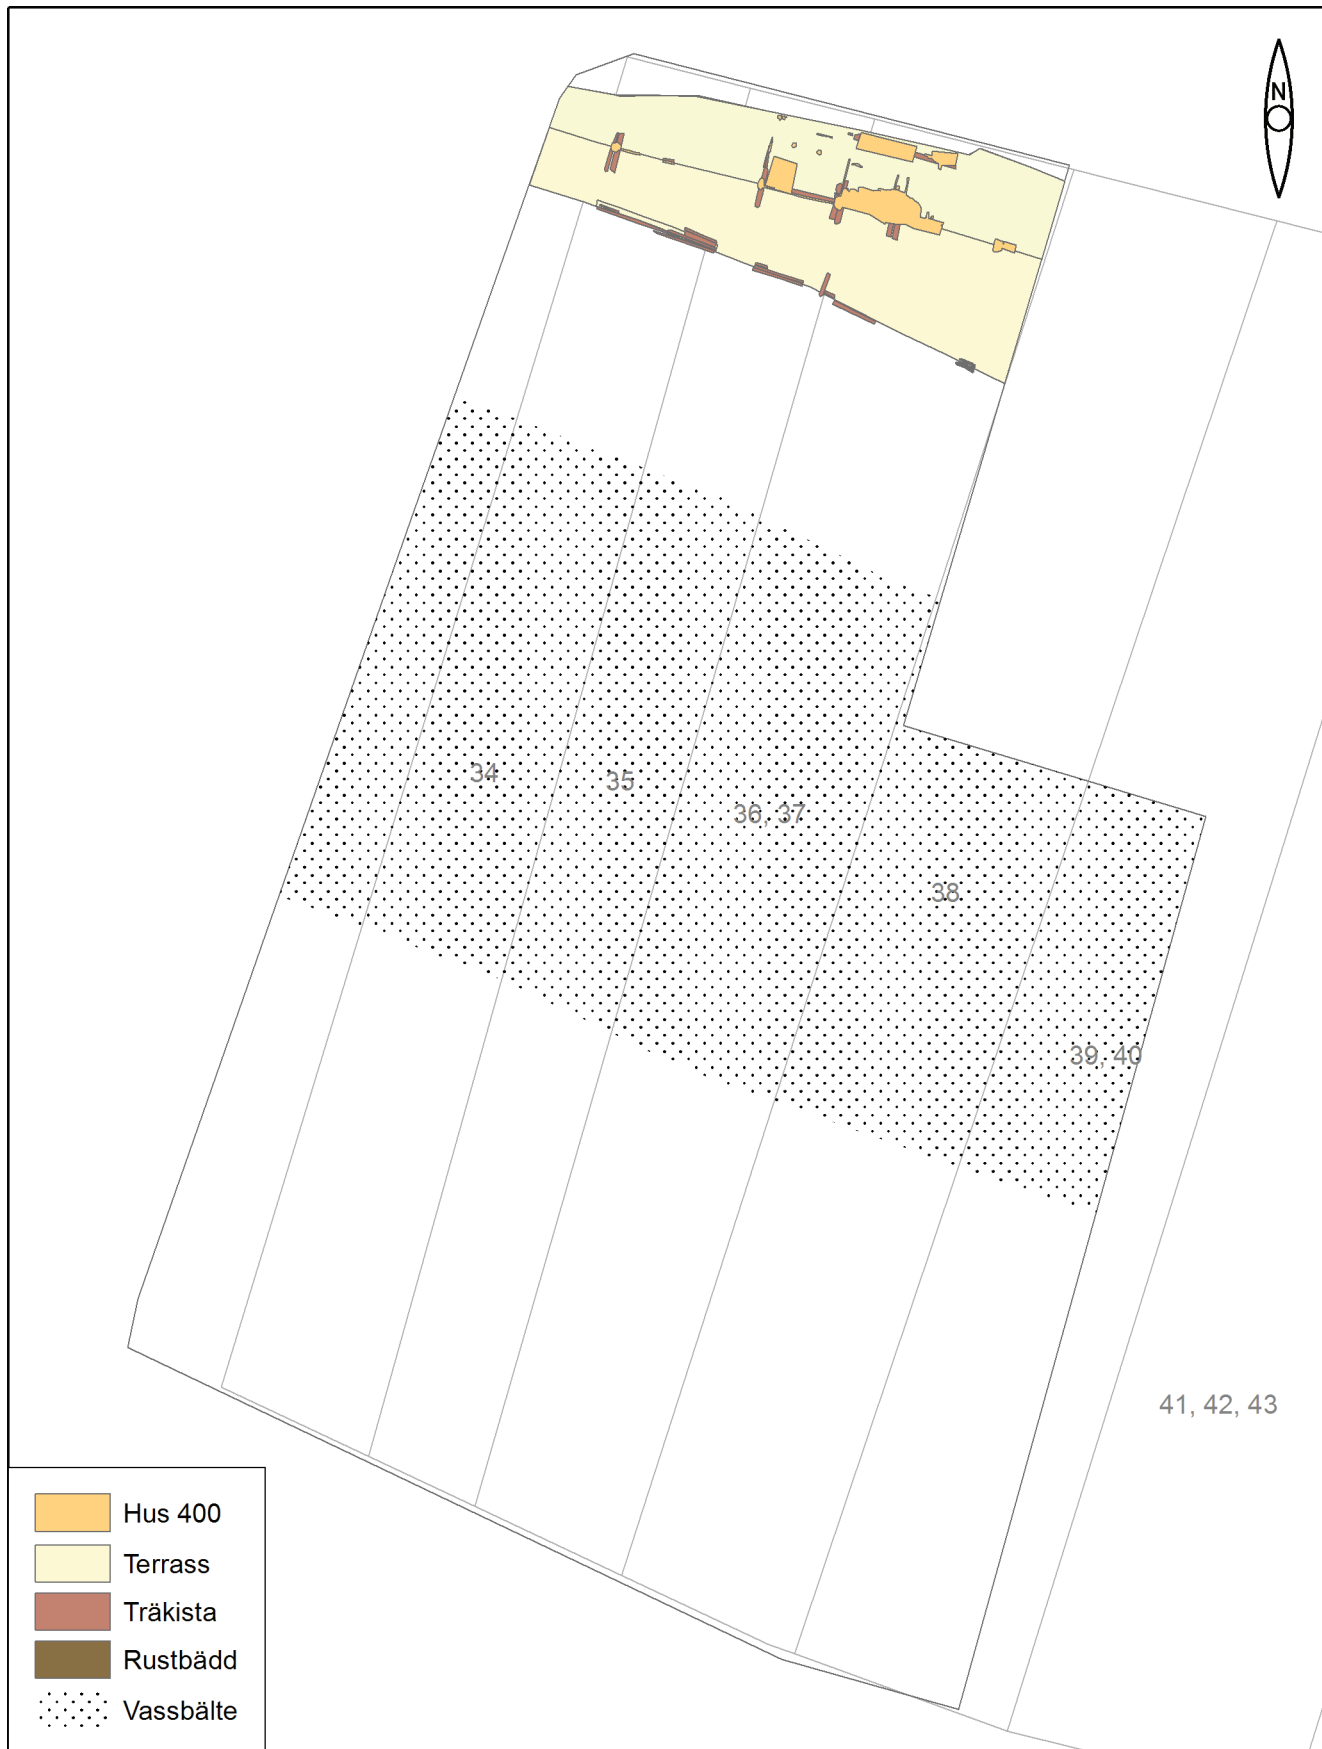 N
34
35
36, 37
38
39, 40
41, 42, 43
Hus 400
Terrass
Träkista
Rustbädd
Vassbälte